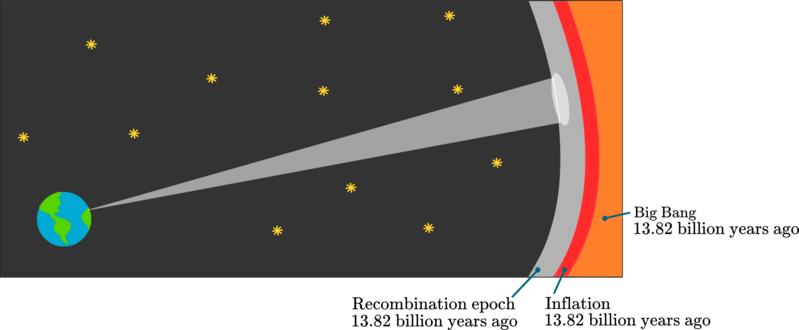 Big Bang
13.82 billion years ago
Recombination epoch
13.82 billion years ago
Inflation
13.82 billion years ago